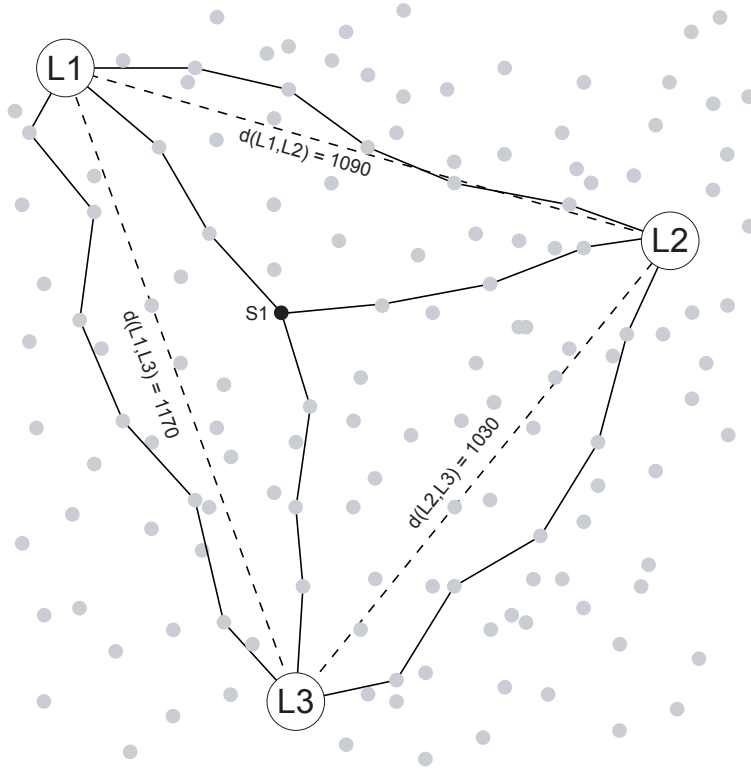 L1
d(L1,L2) = 1090
L2
S1
d(L1,L3) = 1170
d(L2,L3) = 1030
L3